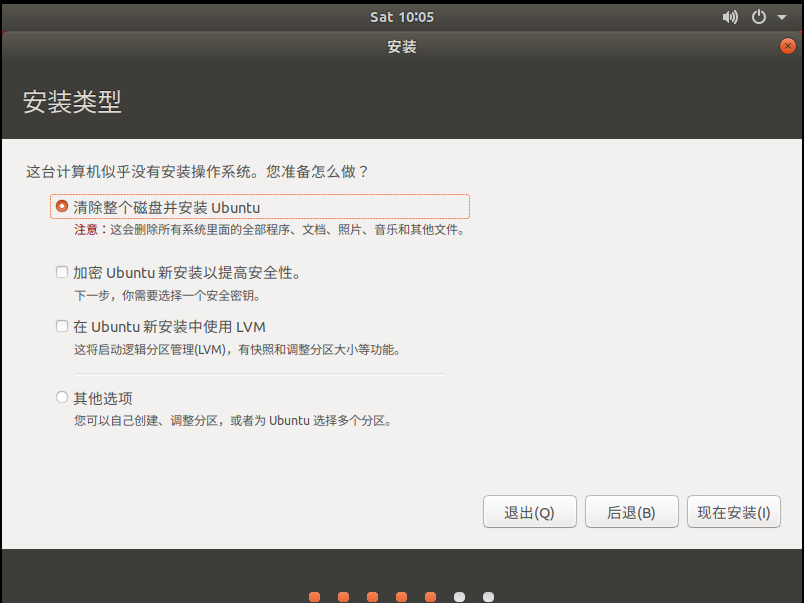 Sat 10:05
安装
安装类型
这台计算机似乎没有安装操作系统。您准备怎么做？
清除整个磁盘并安装 Ubuntu
注意：这会删除所有系统里面的全部程序、文档、照片、音乐和其他文件。
加密 Ubuntu 新安装以提高安全性。
下一步，你需要选择一个安全密钥。
在 Ubuntu 新安装中使用 LVM
这将启动逻辑分区管理(LVM)，有快照和调整分区大小等功能。
其他选项
您可以自己创建、调整分区，或者为 Ubuntu 选择多个分区。
退出(Q) 后退(B) 现在安装(I)